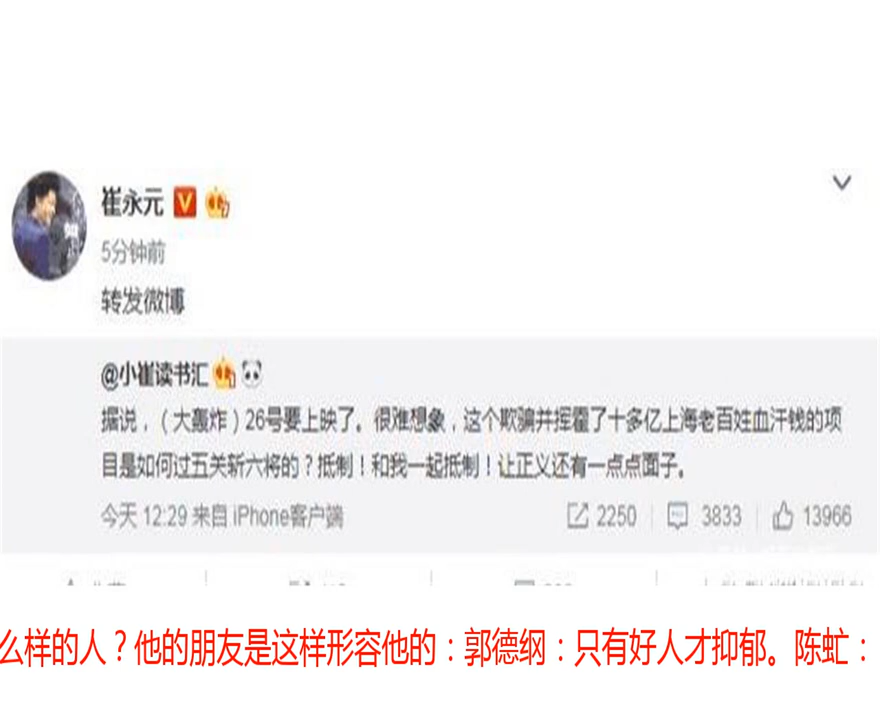 崔永元
5分钟前
转发微博
@小崔读书汇
据说，（大轰炸）26号要上映了。很难想象，这个欺骗并挥霍了十多亿上海老百姓血汗钱的项
目是如何过五关斩六将的？抵制！和我一起抵制！让正义还有一点点面子。
今天 12:29 来自 iPhone客户端 2250 3833 13966
么样的人？他的朋友是这样形容他的：郭德纲：只有好人才抑郁。陈虻：